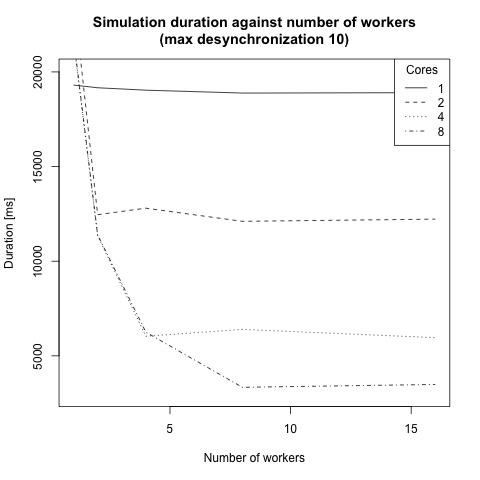 Simulation duration against number of workers
(max desynchronization 10)
Cores
1
2
4
8
20000
15000
10000
5000
Duration [ms]
5
10
15
Number of workers